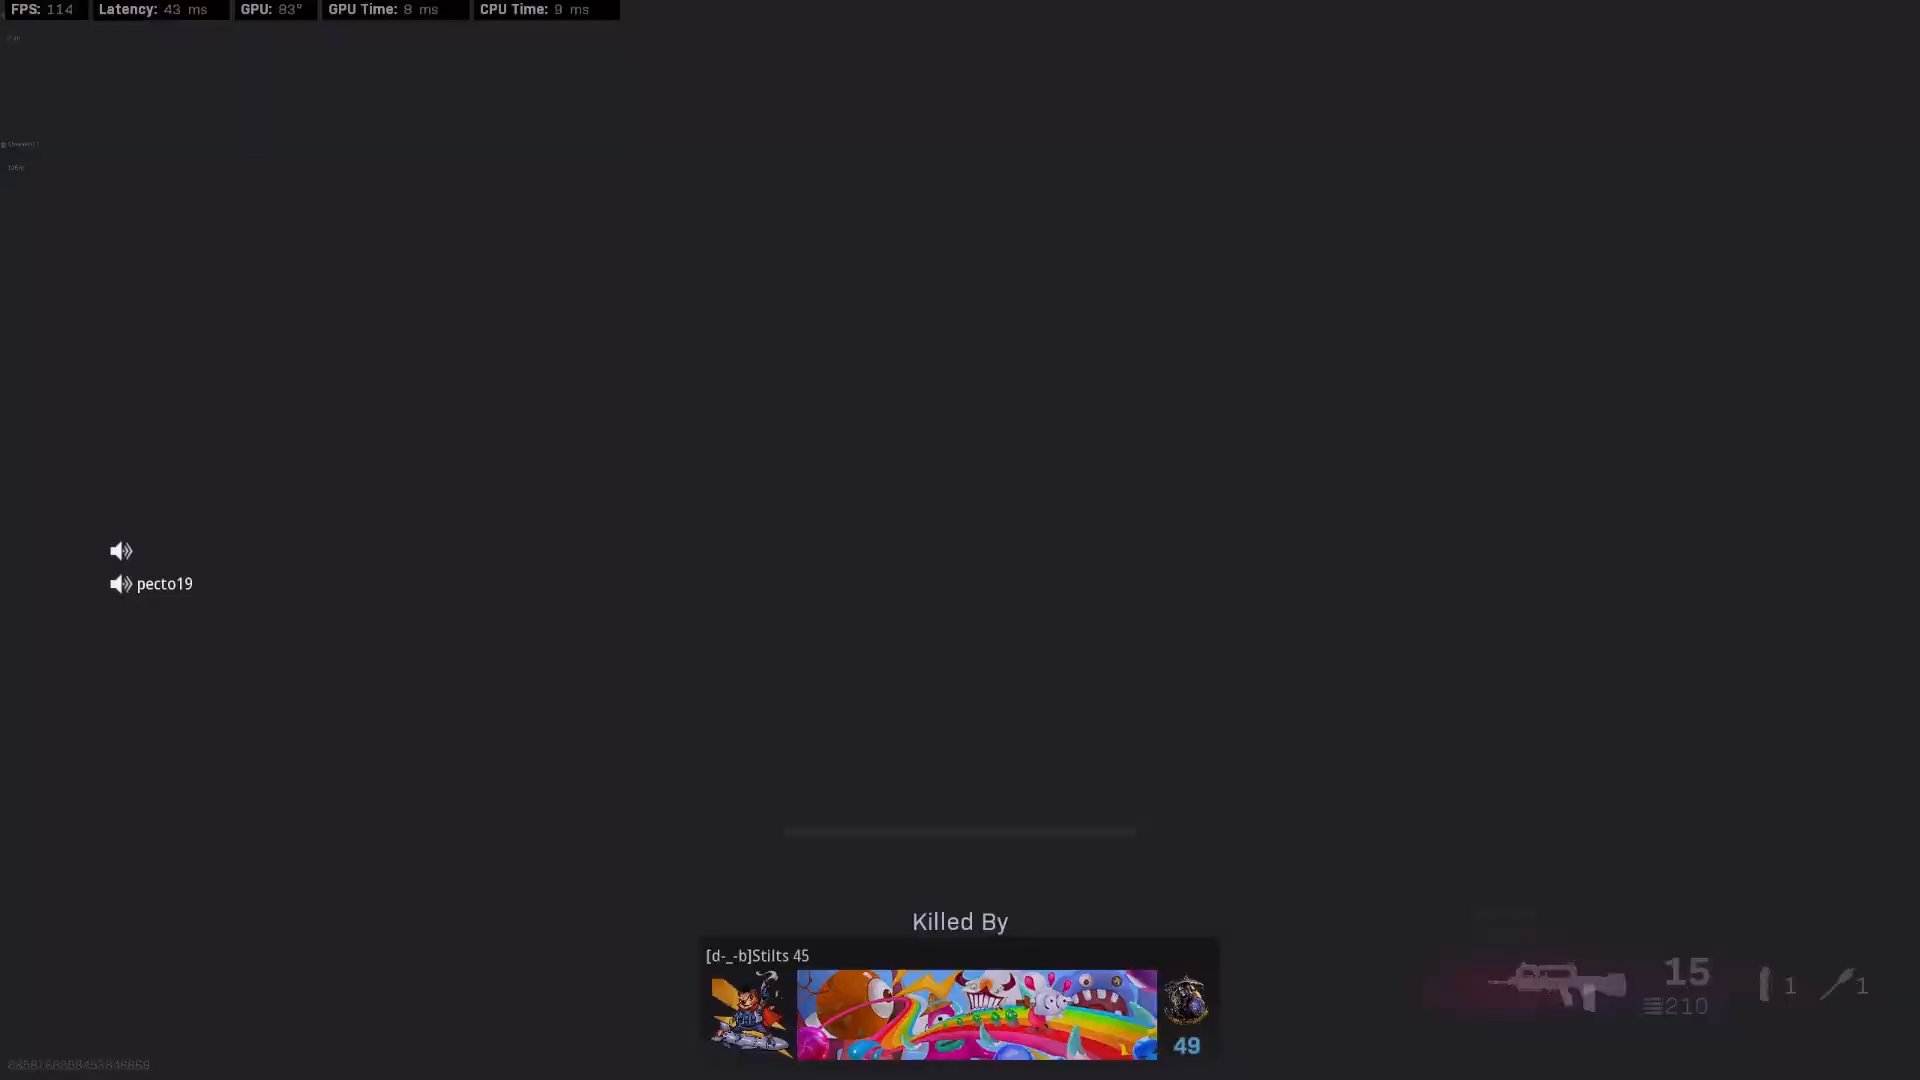 FPS: 114 Latency: 43 ms GPU: 83° GPU Time: 8 ms CPU Time: 9 ms
pecto19
Killed By
[d-_-b]Stilts 45
15
210
1
1
49